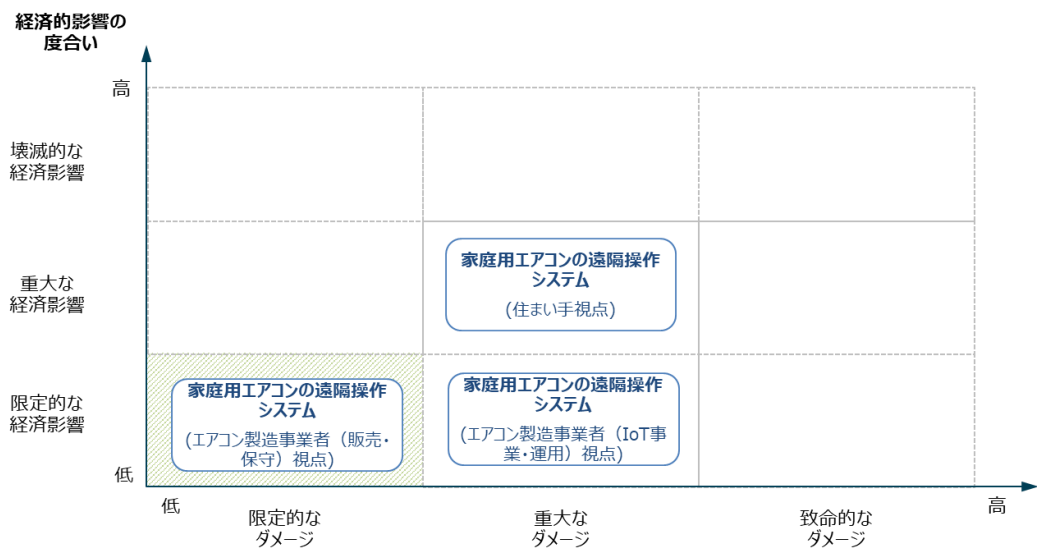 経済的影響の
度合い
高
壊滅的な
経済影響
重大な
経済影響
家庭用エアコンの遠隔操作
システム
(住まい手視点)
限定的な
経済影響
家庭用エアコンの遠隔操作
システム
(エアコン製造事業者（販売・
保守）視点)
家庭用エアコンの遠隔操作
システム
(エアコン製造事業者（IoT事
業・運用）視点)
低
低
限定的な
ダメージ
重大な
ダメージ
致命的な
ダメージ
高